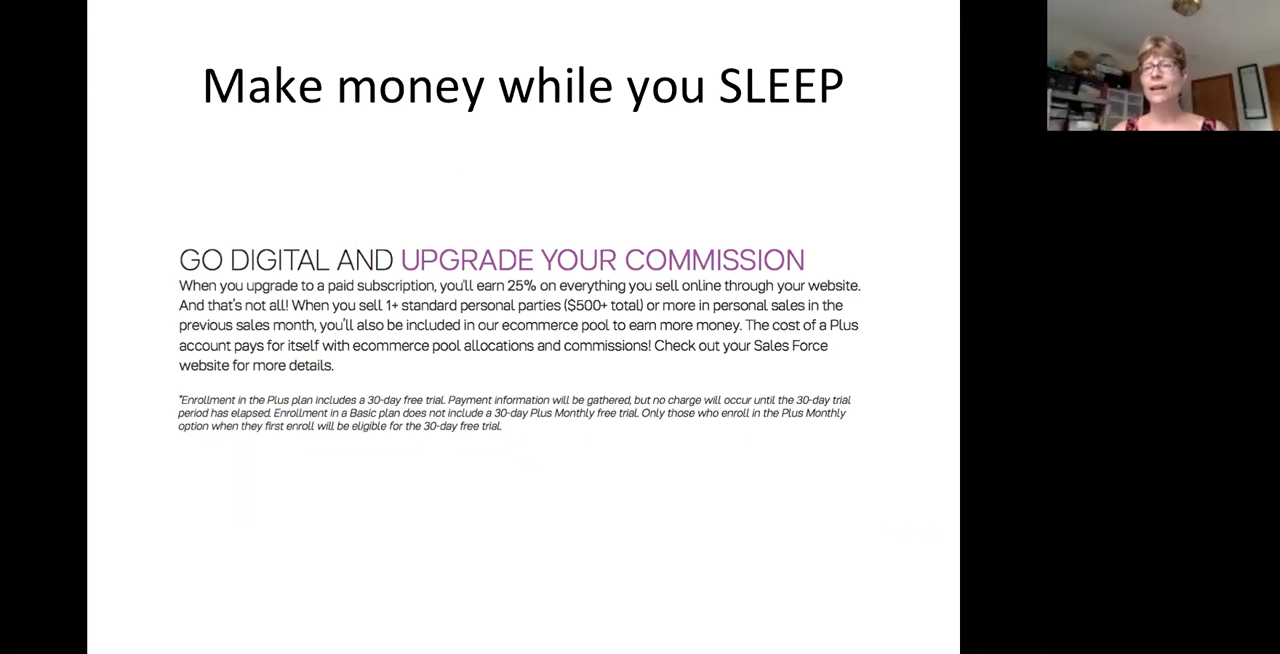 Make money while you SLEEP
GO DIGITAL AND UPGRADE YOUR COMMISSION
When you upgrade to a paid subscription, you'll earn 25% on everything you sell online through your website.
And that's not all! When you sell 1+ standard personal parties ($500+ total) or more in personal sales in the
previous sales month, you'll also be included in our ecommerce pool to earn more money. The cost of a Plus
account pays for itself with ecommerce pool allocations and commissions! Check out your Sales Force
website for more details.
*Enrollment in the Plus plan includes a 30-day free trial. Payment information will be gathered, but no charge will occur until the 30-day trial
period has elapsed. Enrollment in a Basic plan does not include a 30-day Plus Monthly free trial. Only those who enroll in the Plus Monthly
option when they first enroll will be eligible for the 30-day free trial.